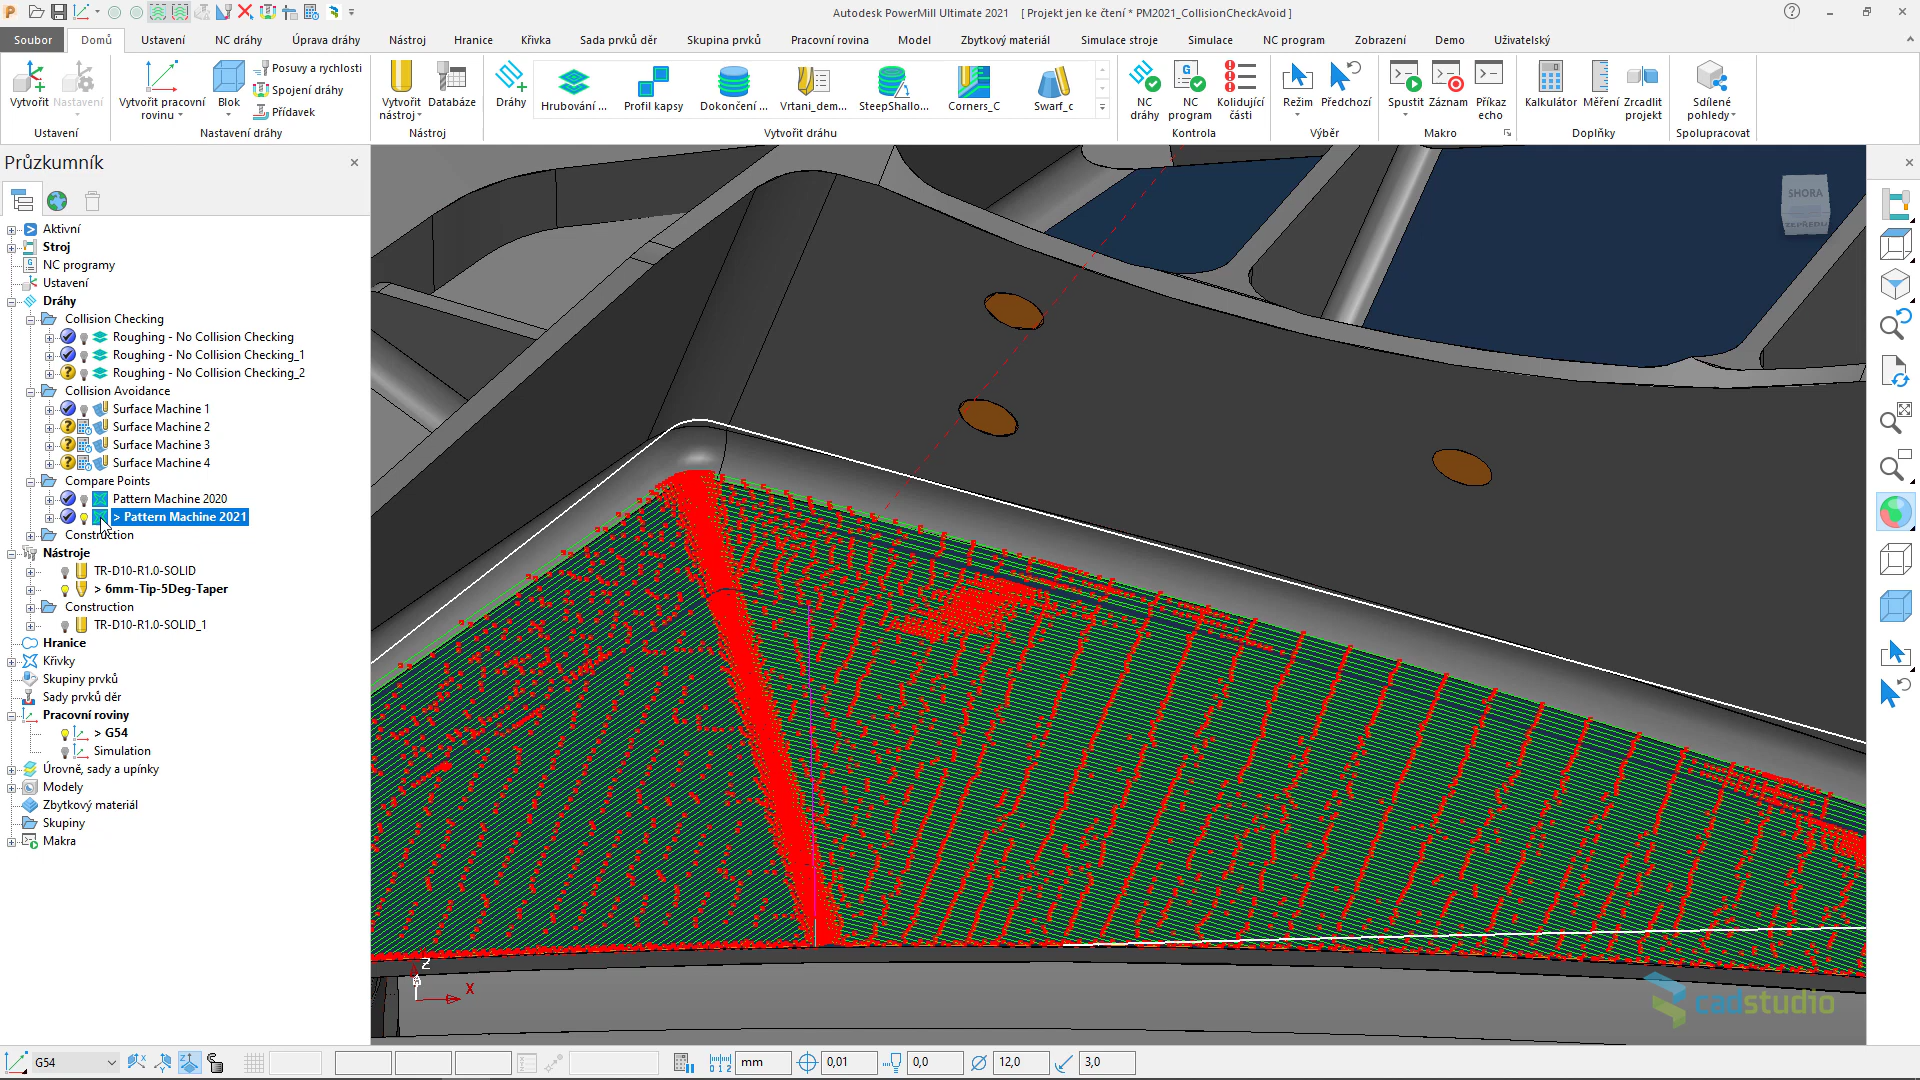 Autodesk PowerMill Ultimate 2021 [ Projekt jen ke čtení * PM2021_CollisionCheckAvoid ]
Soubor Domů Ustavení NC dráhy Úprava dráhy Nástroj Hranice Křivka Sada prvků děr Skupina prvků Pracovní rovina Model Zbytkový materiál Simulace stroje Simulace NC program Zobrazení Demo Uživatelský
Vytvořit
Nastavení
Ustavení
Vytvořit pracovní rovinu
Blok
Posuvy a rychlosti
Spojení dráhy
Přídavek
Nastavení dráhy
Vytvořit nástroj
Databáze
Nástroj
Dráhy
Hrubování ...
Profil kapsy
Dokončení ...
Vrtani_dem...
SteepShallo...
Corners_C
Swarf_c
Vytvořit dráhu
NC dráhy
NC program
Kolidující části
Kontrola
Režim
Předchozí
Výběr
Spustit
Záznam
Příkaz echo
Makro
Kalkulátor
Měření
Zrcadlit projekt
Doplňky
Sdílené pohledy
Spolupracovat
Průzkumník
Aktivní
Stroj
NC programy
Ustavení
Dráhy
Collision Checking
Roughing - No Collision Checking
Roughing - No Collision Checking_1
Roughing - No Collision Checking_2
Collision Avoidance
Surface Machine 1
Surface Machine 2
Surface Machine 3
Surface Machine 4
Compare Points
Pattern Machine 2020
> Pattern Machine 2021
Construction
Nástroje
TR-D10-R1.0-SOLID
> 6mm-Tip-5Deg-Taper
Construction
TR-D10-R1.0-SOLID_1
Hranice
Křivky
Skupiny prvků
Sady prvků děr
Pracovní roviny
> G54
Simulation
Úrovně, sady a upínky
Modely
Zbytkový materiál
Skupiny
Makra
SHORA
ZEPŘEDU
Z
X
cadstudio
G54 mm 0,01 0,0 12,0 3,0